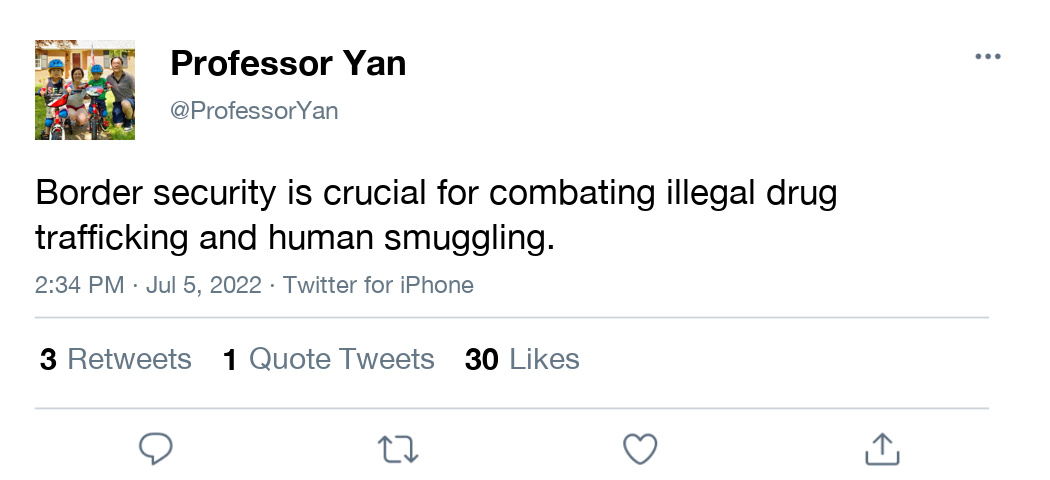 Professor Yan
@ProfessorYan
Border security is crucial for combating illegal drug
trafficking and human smuggling.
2:34 PM · Jul 5, 2022 · Twitter for iPhone
3 Retweets 1 Quote Tweets 30 Likes